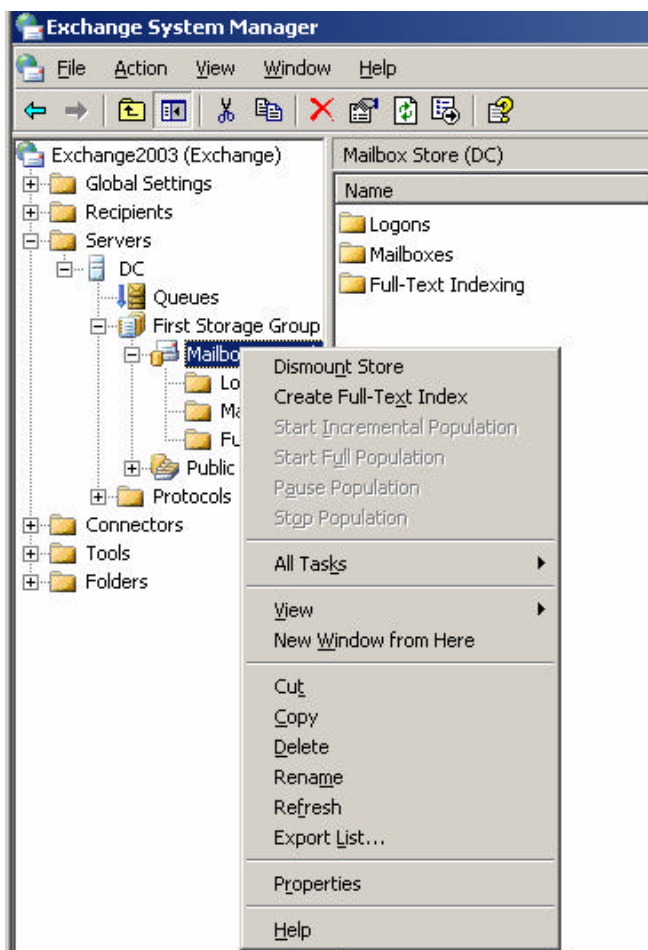 Exchange System Manager
File Action View Window Help
Exchange2003 (Exchange)
Global Settings
Recipients
Servers
DC
Queues
First Storage Group
Mailbo
Lo
Ma
Fu
Public
Protocols
Connectors
Tools
Folders
Mailbox Store (DC)
Name
Logons
Mailboxes
Full-Text Indexing
Dismount Store
Create Full-Text Index
Start Incremental Population
Start Full Population
Pause Population
Stop Population
All Tasks
View
New Window from Here
Cut
Copy
Delete
Rename
Refresh
Export List...
Properties
Help